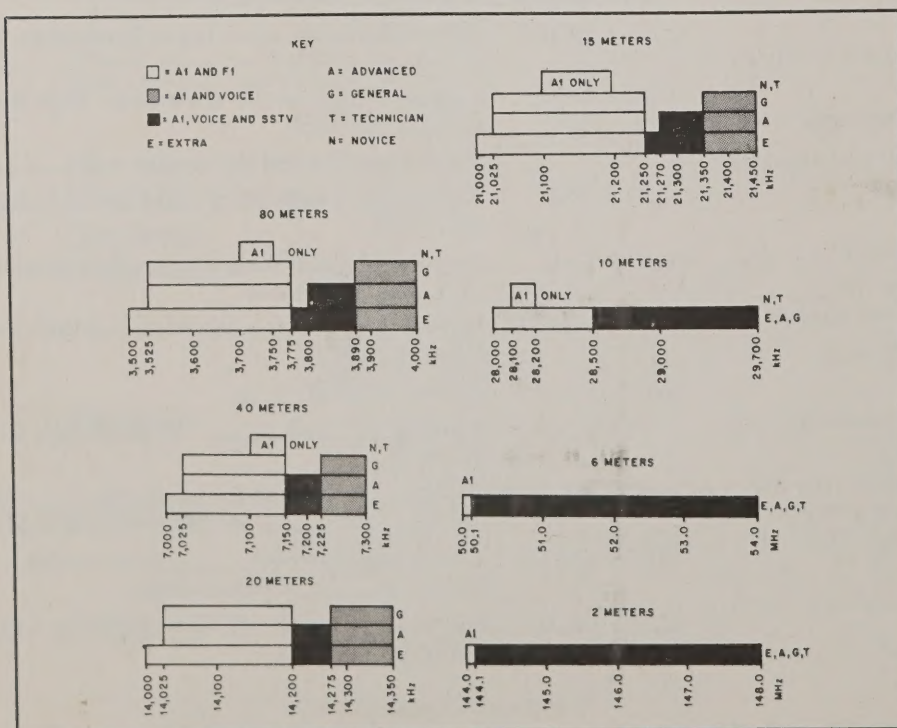 KEY
= A1 AND F1
= A1 AND VOICE
= A1, VOICE AND SSTV
E = EXTRA
A = ADVANCED
G = GENERAL
T = TECHNICIAN
N = NOVICE
15 METERS
A1 ONLY
N, T
G
A
E
21,000
21,025
21,100
21,200
21,250
21,270
21,300
21,350
21,400
21,450
kHz
80 METERS
A1 ONLY
N, T
G
A
E
3,500
3,525
3,600
3,700
3,750
3,775
3,800
3,890
3,900
4,000
kHz
10 METERS
A1 ONLY
N, T
E, A, G
28,000
28,100
28,200
28,500
29,000
29,700
kHz
40 METERS
A1 ONLY
N, T
G
A
E
7,000
7,025
7,100
7,150
7,200
7,225
7,300
kHz
6 METERS
A1
E, A, G, T
50.0
50.1
51.0
52.0
53.0
54.0
MHz
20 METERS
G
A
E
14,000
14,025
14,100
14,200
14,275
14,300
14,350
kHz
2 METERS
A1
E, A, G, T
144.0
144.1
145.0
146.0
147.0
148.0
MHz